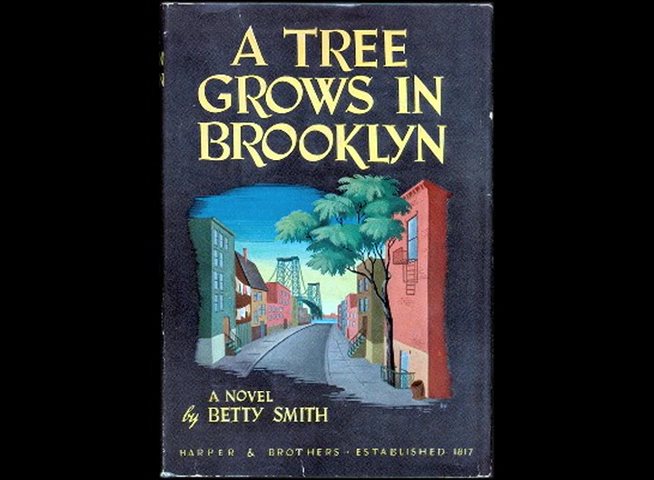 A TREE
GROWS IN
BROOKLYN
A NOVEL
by BETTY SMITH
HARPER & BROTHERS · ESTABLISHED 1817